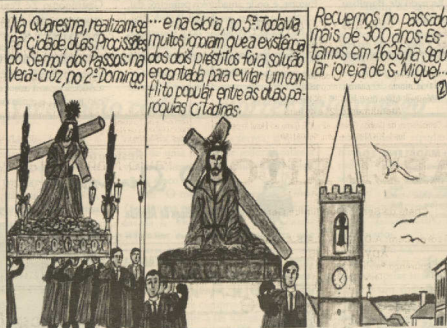 Na Quaresma, realizam-se
na cidade duas Procissões
do Senhor dos Passos: na
Vera-Cruz, no 2º Domingo...
...e na Glória, no 5º. Todavia
muitos ignoram que a existência
dos dois préstitos foi a solução
encontrada para evitar um con-
flito popular entre as duas pa-
róquias citadinas.
Recuemos no passado
mais de 300 anos. Es-
tamos em 1635, na secu-
lar igreja de S. Miguel...
2